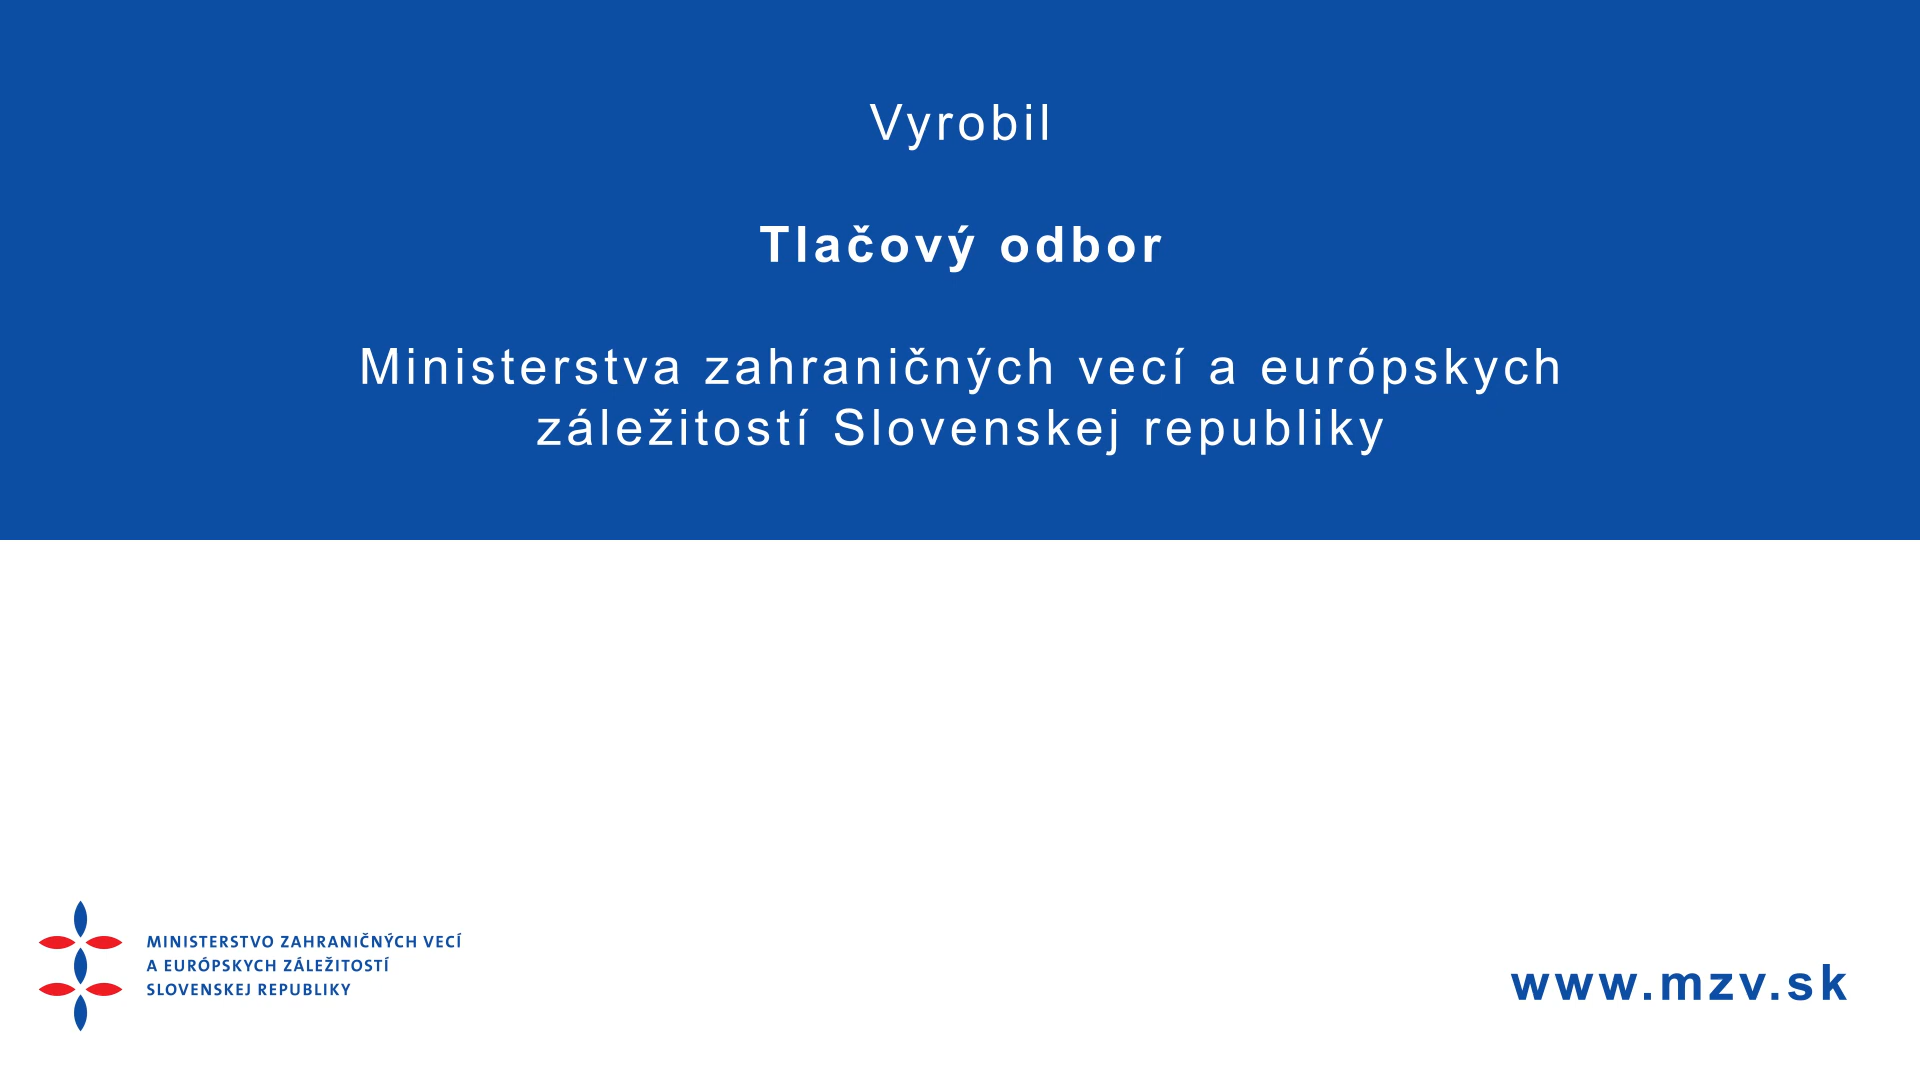 Vyrobil
Tlačový odbor
Ministerstva zahraničných vecí a európskych
záležitostí Slovenskej republiky
MINISTERSTVO ZAHRANIČNÝCH VECÍ
A EURÓPSKYCH ZÁLEŽITOSTÍ
SLOVENSKEJ REPUBLIKY
www.mzv.sk